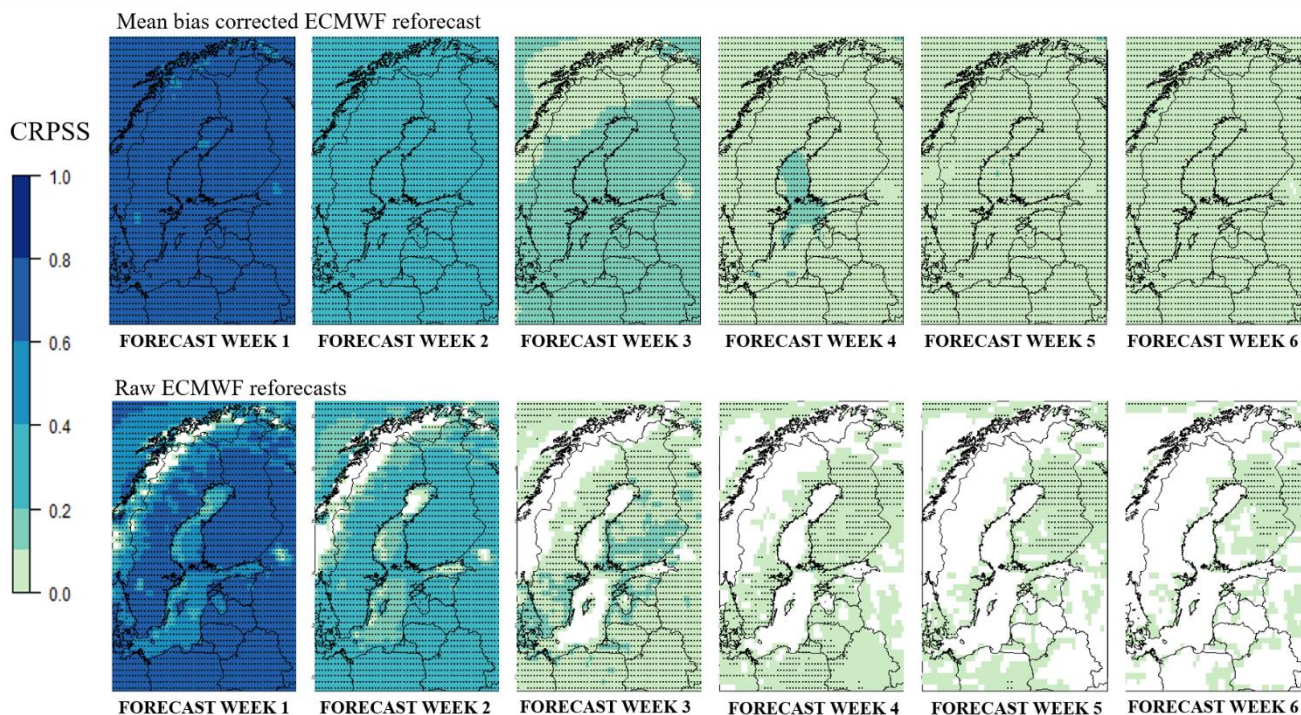 Mean bias corrected ECMWF reforecast
CRPSS
1.0
0.8
0.6
0.4
0.2
0.0
FORECAST WEEK 1 FORECAST WEEK 2 FORECAST WEEK 3 FORECAST WEEK 4 FORECAST WEEK 5 FORECAST WEEK 6
Raw ECMWF reforecasts
FORECAST WEEK 1 FORECAST WEEK 2 FORECAST WEEK 3 FORECAST WEEK 4 FORECAST WEEK 5 FORECAST WEEK 6